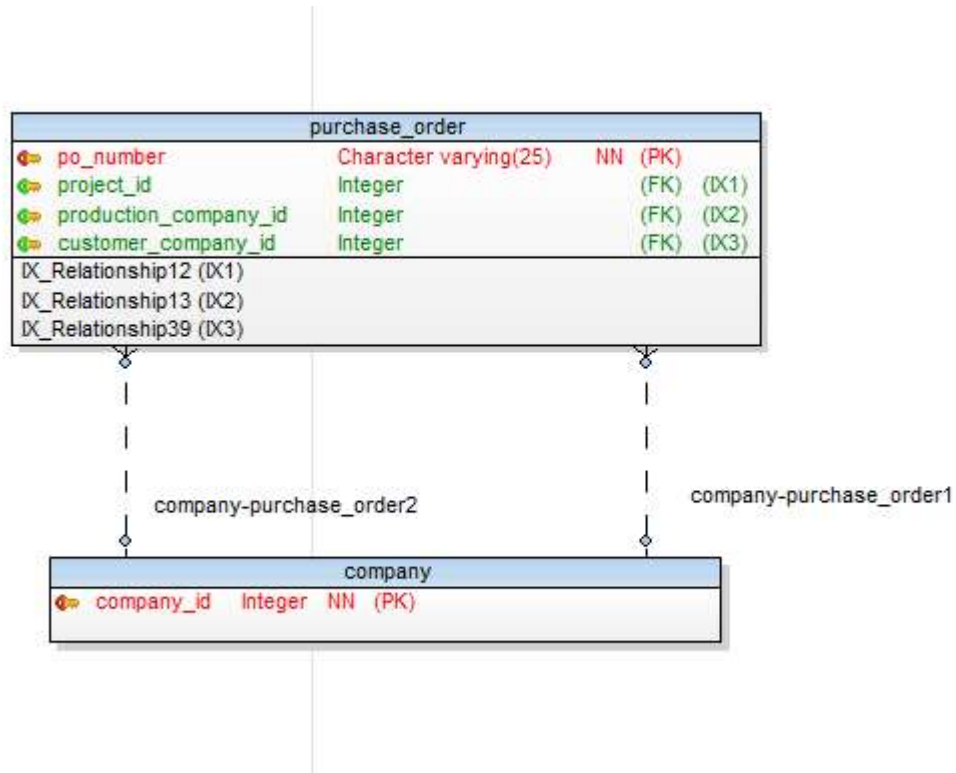 purchase_order
po_number Character varying(25) NN (PK)
project_id Integer (FK) (IX1)
production_company_id Integer (FK) (IX2)
customer_company_id Integer (FK) (IX3)
IX_Relationship12 (IX1)
IX_Relationship13 (IX2)
IX_Relationship39 (IX3)
company-purchase_order2
company-purchase_order1
company
company_id Integer NN (PK)